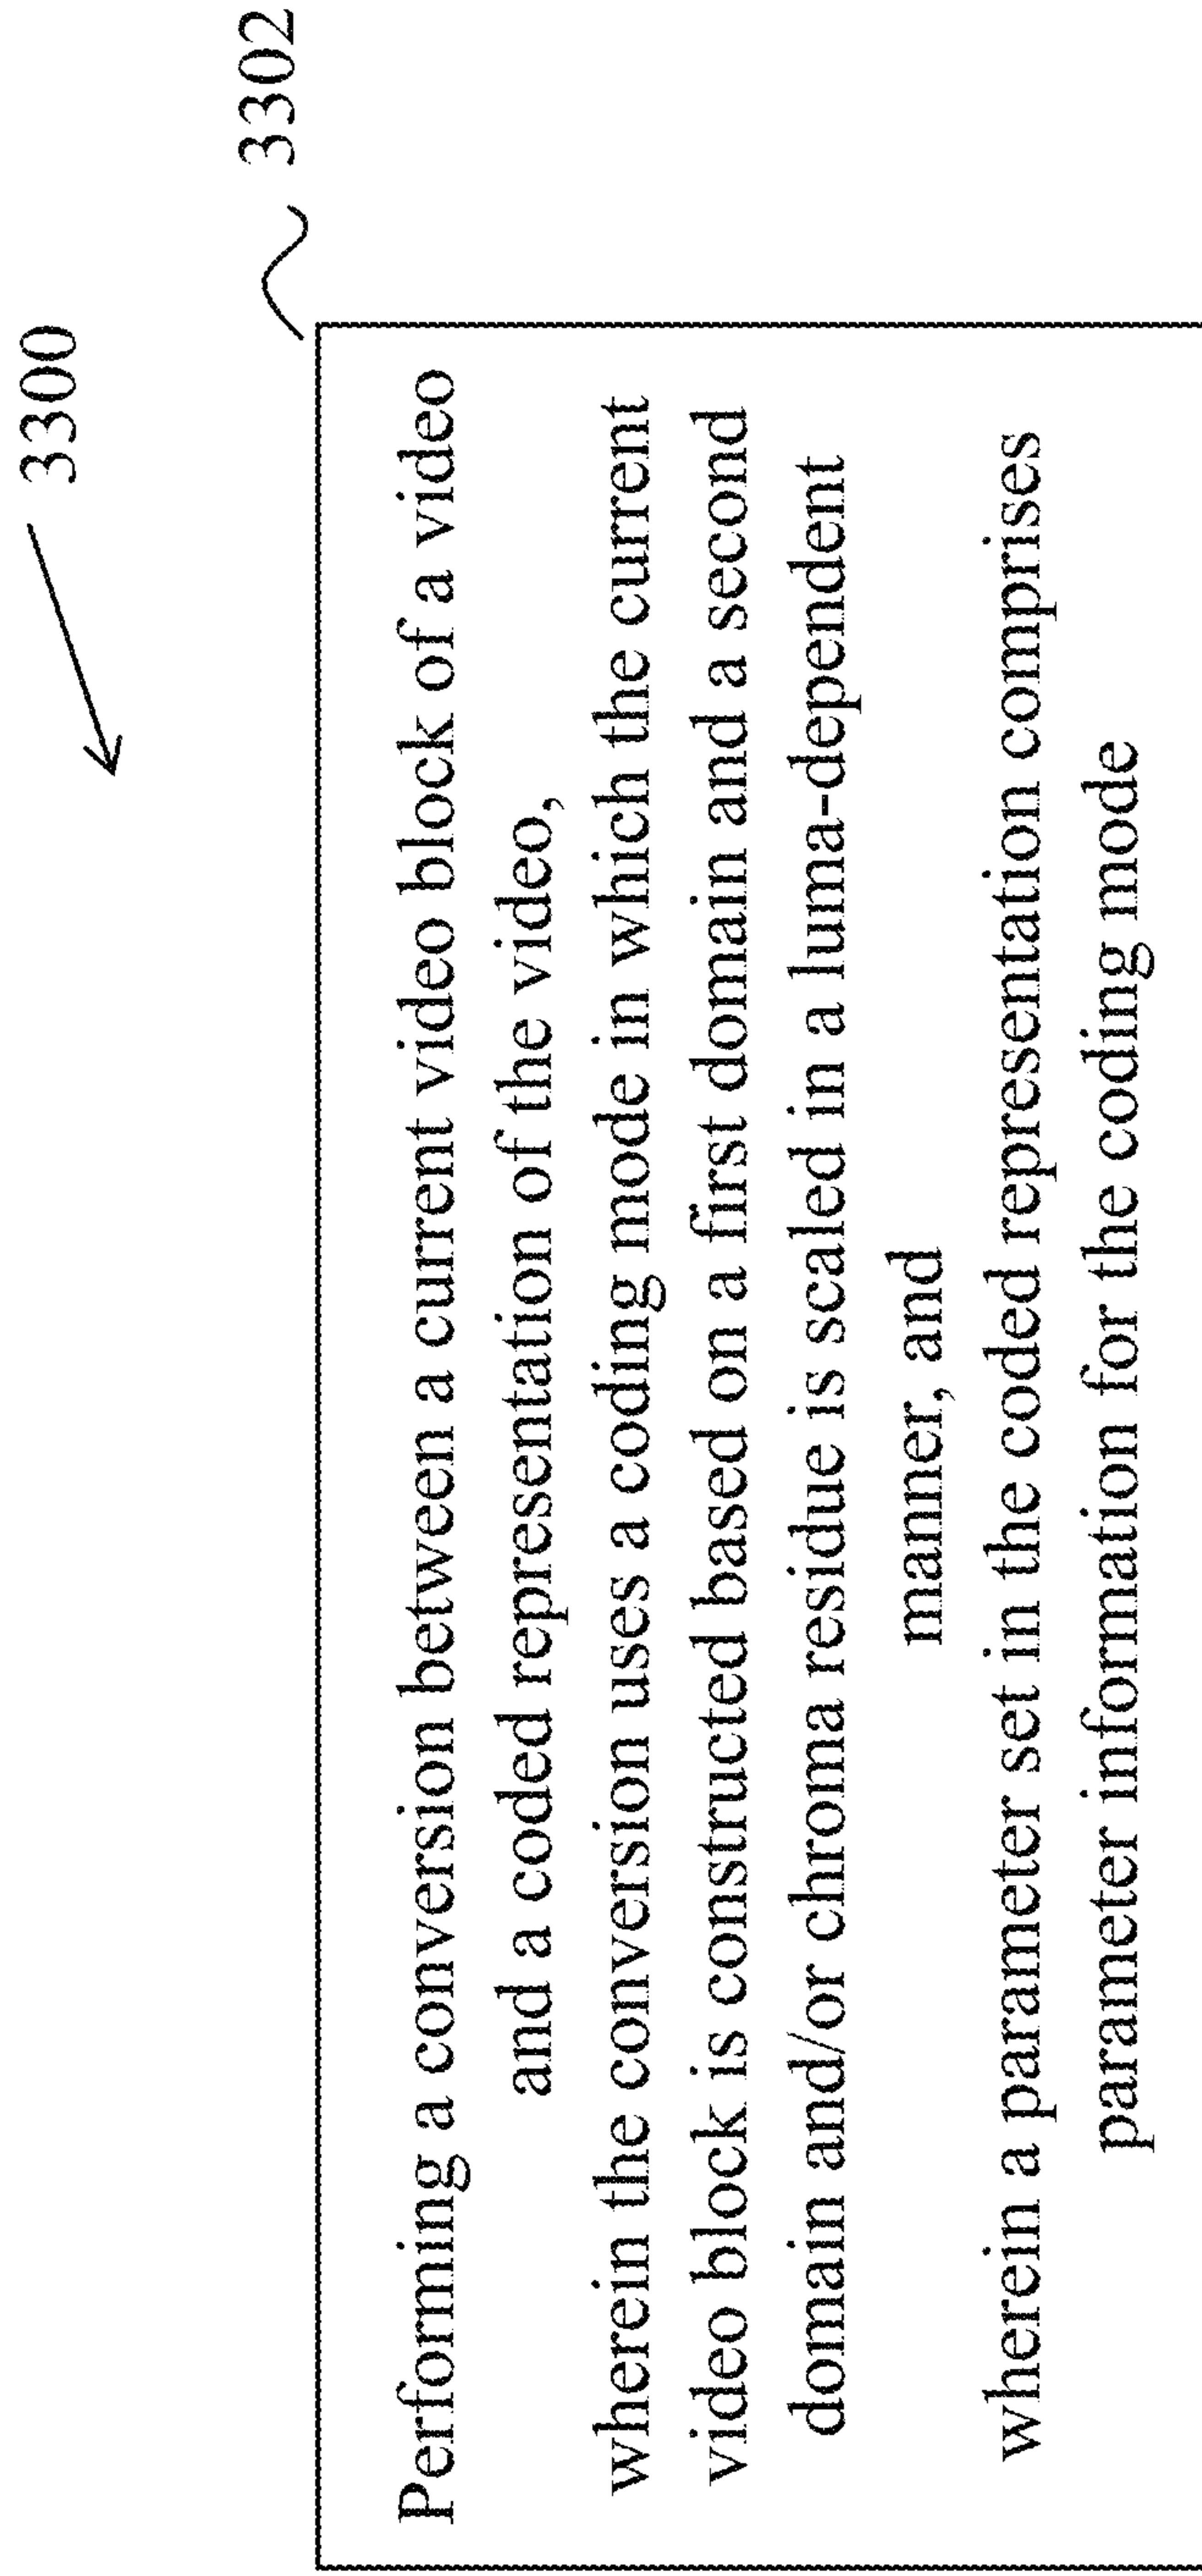 3300
3302
Performing a conversion between a current video block of a video
and a coded representation of the video,
wherein the conversion uses a coding mode in which the current
video block is constructed based on a first domain and a second
domain and/or chroma residue is scaled in a luma-dependent
manner, and
wherein a parameter set in the coded representation comprises
parameter information for the coding mode